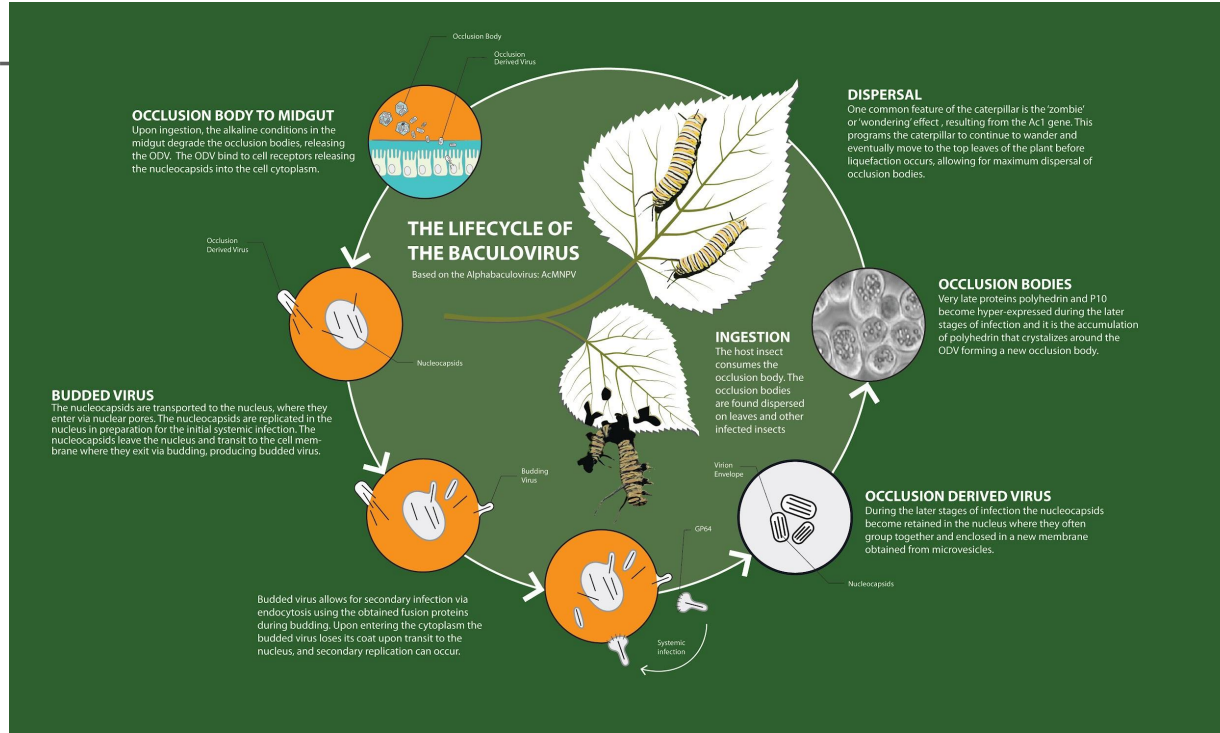 Occlusion Body
Occlusion
Derived Virus
OCCLUSION BODY TO MIDGUT
Upon ingestion, the alkaline conditions in the
midgut degrade the occlusion bodies, releasing
the ODV. The ODV bind to cell receptors releasing
the nucleocapsids into the cell cytoplasm.
DISPERSAL
One common feature of the caterpillar is the 'zombie'
or 'wondering' effect , resulting from the Ac1 gene. This
programs the caterpillar to continue to wander and
eventually move to the top leaves of the plant before
liquefaction occurs, allowing for maximum dispersal of
occlusion bodies.
THE LIFECYCLE OF
THE BACULOVIRUS
Based on the Alphabaculovirus: AcMNPV
Occlusion
Derived Virus
Nucleocapsids
OCCLUSION BODIES
Very late proteins polyhedrin and P10
become hyper-expressed during the later
stages of infection and it is the accumulation
of polyhedrin that crystalizes around the
ODV forming a new occlusion body.
INGESTION
The host insect
consumes the
occlusion body. The
occlusion bodies
are found dispersed
on leaves and other
infected insects
BUDDED VIRUS
The nucleocapsids are transported to the nucleus, where they
enter via nuclear pores. The nucleocapsids are replicated in the
nucleus in preparation for the initial systemic infection. The
nucleocapsids leave the nucleus and transit to the cell mem-
brane where they exit via budding, producing budded virus.
Budding
Virus
Virion
Envelope
OCCLUSION DERIVED VIRUS
During the later stages of infection the nucleocapsids
become retained in the nucleus where they often
group together and enclosed in a new membrane
obtained from microvesicles.
Nucleocapsids
GP64
Systemic
infection
Budded virus allows for secondary infection via
endocytosis using the obtained fusion proteins
during budding. Upon entering the cytoplasm the
budded virus loses its coat upon transit to the
nucleus, and secondary replication can occur.